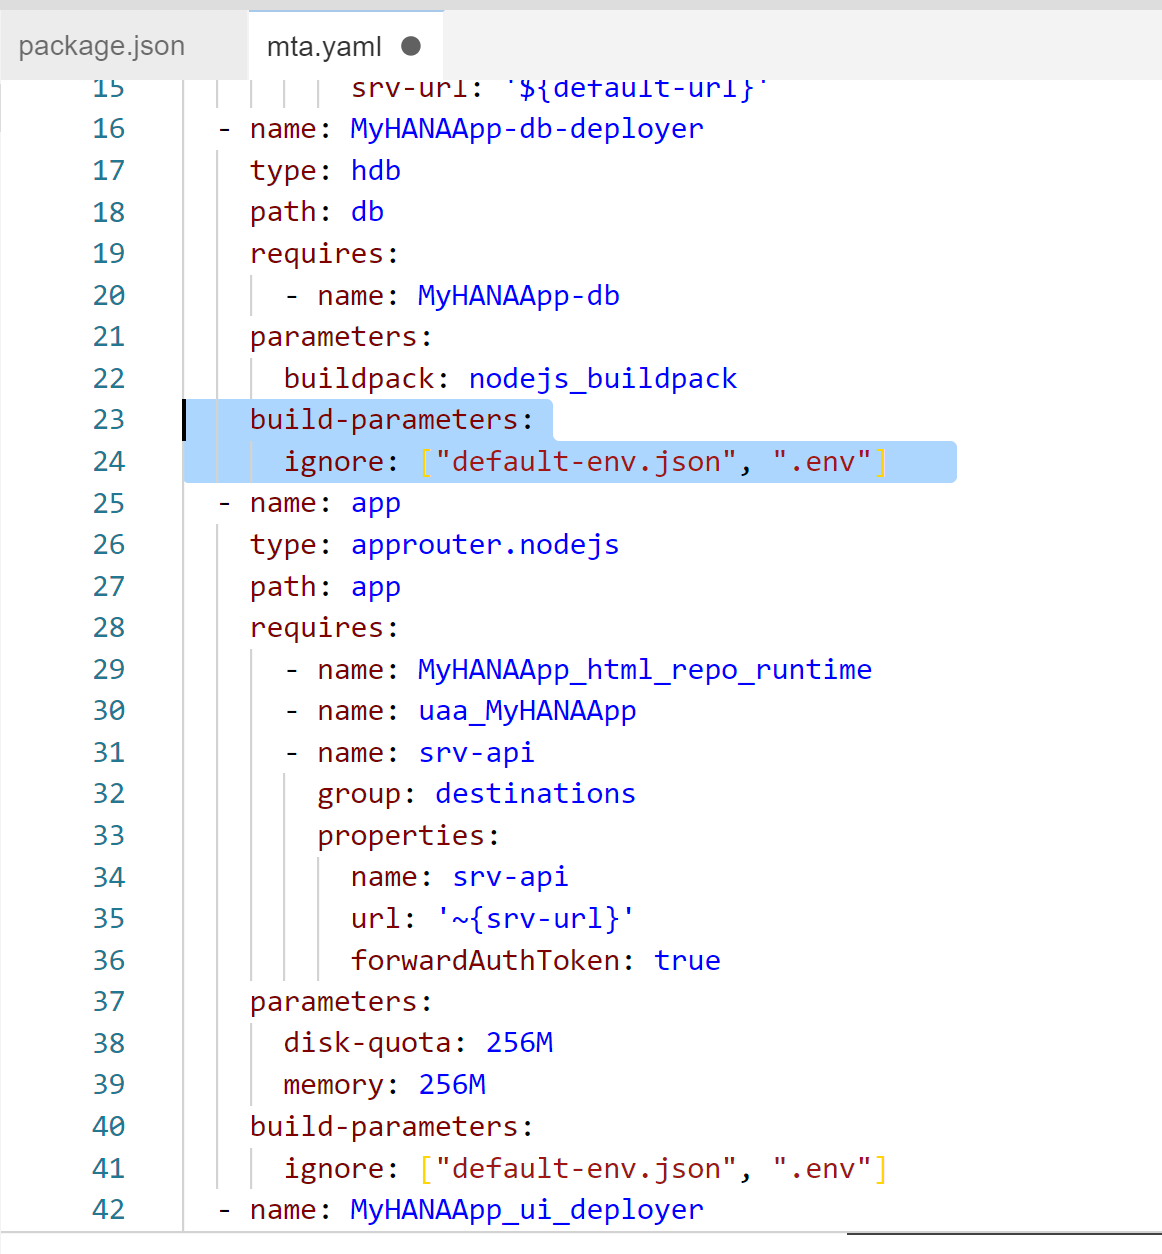 package.json
mta.yaml
15 srv-url: '${default-url}'
16 - name: MyHANAApp-db-deployer
17 type: hdb
18 path: db
19 requires:
20 - name: MyHANAApp-db
21 parameters:
22 buildpack: nodejs_buildpack
23 build-parameters:
24 ignore: ["default-env.json", ".env"]
25 - name: app
26 type: approuter.nodejs
27 path: app
28 requires:
29 - name: MyHANAApp_html_repo_runtime
30 - name: uaa_MyHANAApp
31 - name: srv-api
32 group: destinations
33 properties:
34 name: srv-api
35 url: '~{srv-url}'
36 forwardAuthToken: true
37 parameters:
38 disk-quota: 256M
39 memory: 256M
40 build-parameters:
41 ignore: ["default-env.json", ".env"]
42 - name: MyHANAApp_ui_deployer